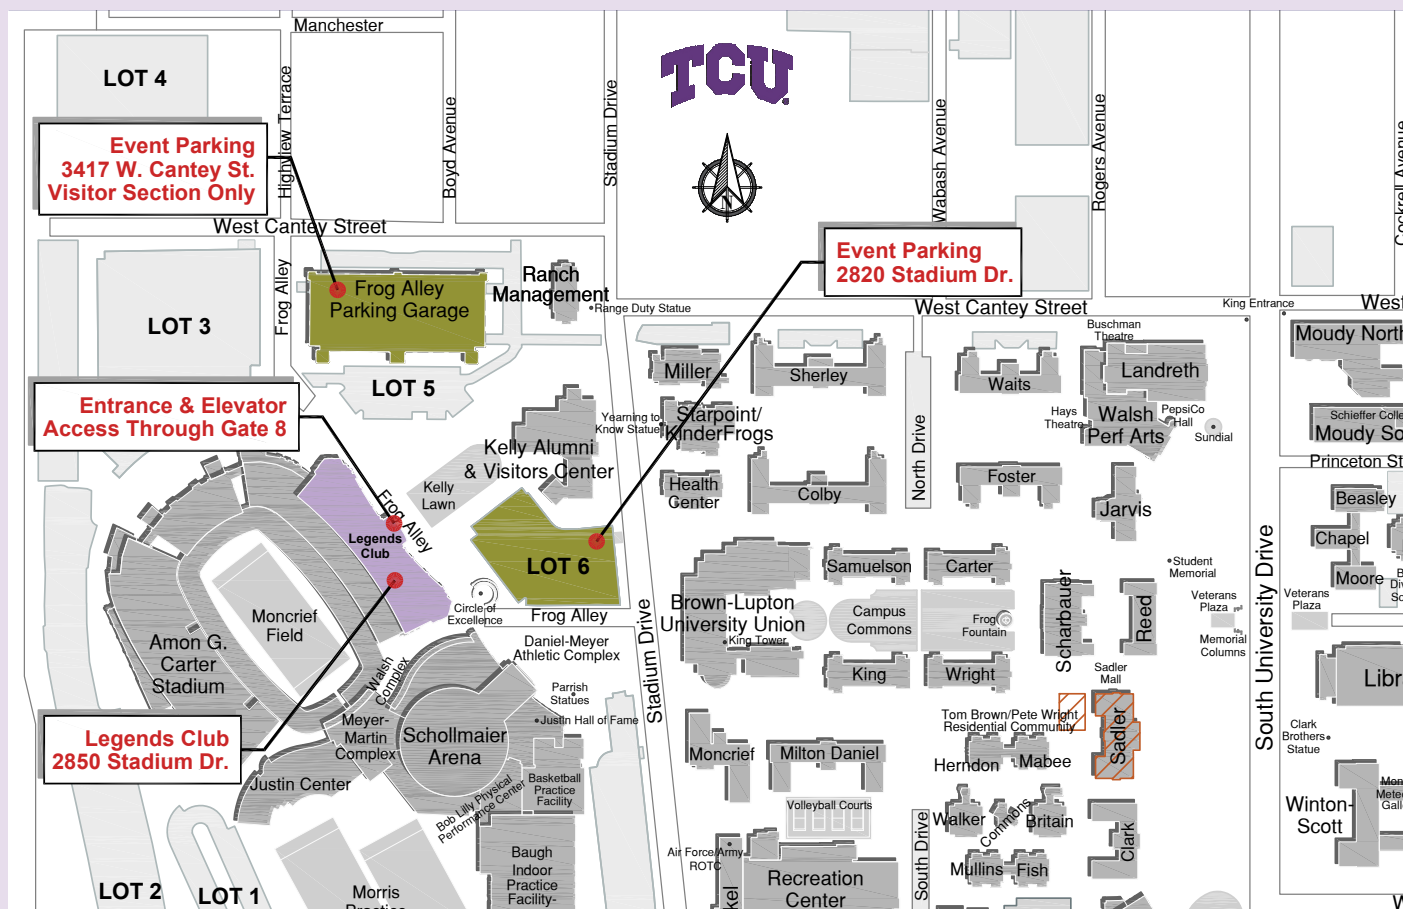 Manchester
LOT 4
TCU
Highview Terrace
Boyd Avenue
Stadium Drive
Wabash Avenue
Rogers Avenue
Cockrell Avenue
Event Parking
3417 W. Cantey St.
Visitor Section Only
N
West Cantey Street
Event Parking
2820 Stadium Dr.
West Cantey Street
King Entrance
West
Frog Alley
Frog Alley
Parking Garage
Ranch
Management
Range Duty Statue
LOT 3
LOT 5
Miller
Sherley
Waits
Buschman
Theatre
Landreth
Moudy North
Entrance & Elevator
Access Through Gate 8
Yearning to
Know Statue
Starpoint/
KinderFrogs
North Drive
Hays
Theatre
Walsh
Perf Arts
PepsiCo
Hall
Sundial
Schieffer Colle
Moudy So
Princeton St
Kelly Alumni
& Visitors Center
Kelly
Lawn
Health
Center
Colby
Foster
Jarvis
Beasley
Chapel
Moore
Frog Alley
Legends
Club
LOT 6
Samuelson
Carter
Student
Memorial
South University Drive
Brown-Lupton
University Union
King Tower
Campus
Commons
Frog
Fountain
Scharbauer
Reed
Veterans
Plaza
Memorial
Columns
Veterans
Plaza
Moncrief
Field
Circle of
Excellence
Frog Alley
Stadium Drive
Amon G.
Carter
Stadium
Walsh
Complex
Daniel-Meyer
Athletic Complex
Parrish
Statues
Justin Hall of Fame
King
Wright
Sadler
Mall
Sadler
Libr
Legends Club
2850 Stadium Dr.
Meyer-
Martin
Complex
Schollmaier
Arena
Justin Center
Bob Lilly Physical
Performance Center
Basketball
Practice
Facility
Moncrief
Milton Daniel
Tom Brown/Pete Wright
Residential Community
Herndon
Mabee
Clark
Brothers
Statue
Volleyball Courts
Walker
Commons
Britain
Clark
Winton-
Scott
Mon
Mete
Gall
Air Force/Army
ROTC
South Drive
Mullins
Fish
LOT 2
LOT 1
Morris
Baugh
Indoor
Practice
Facility-
kel
Recreation
Center